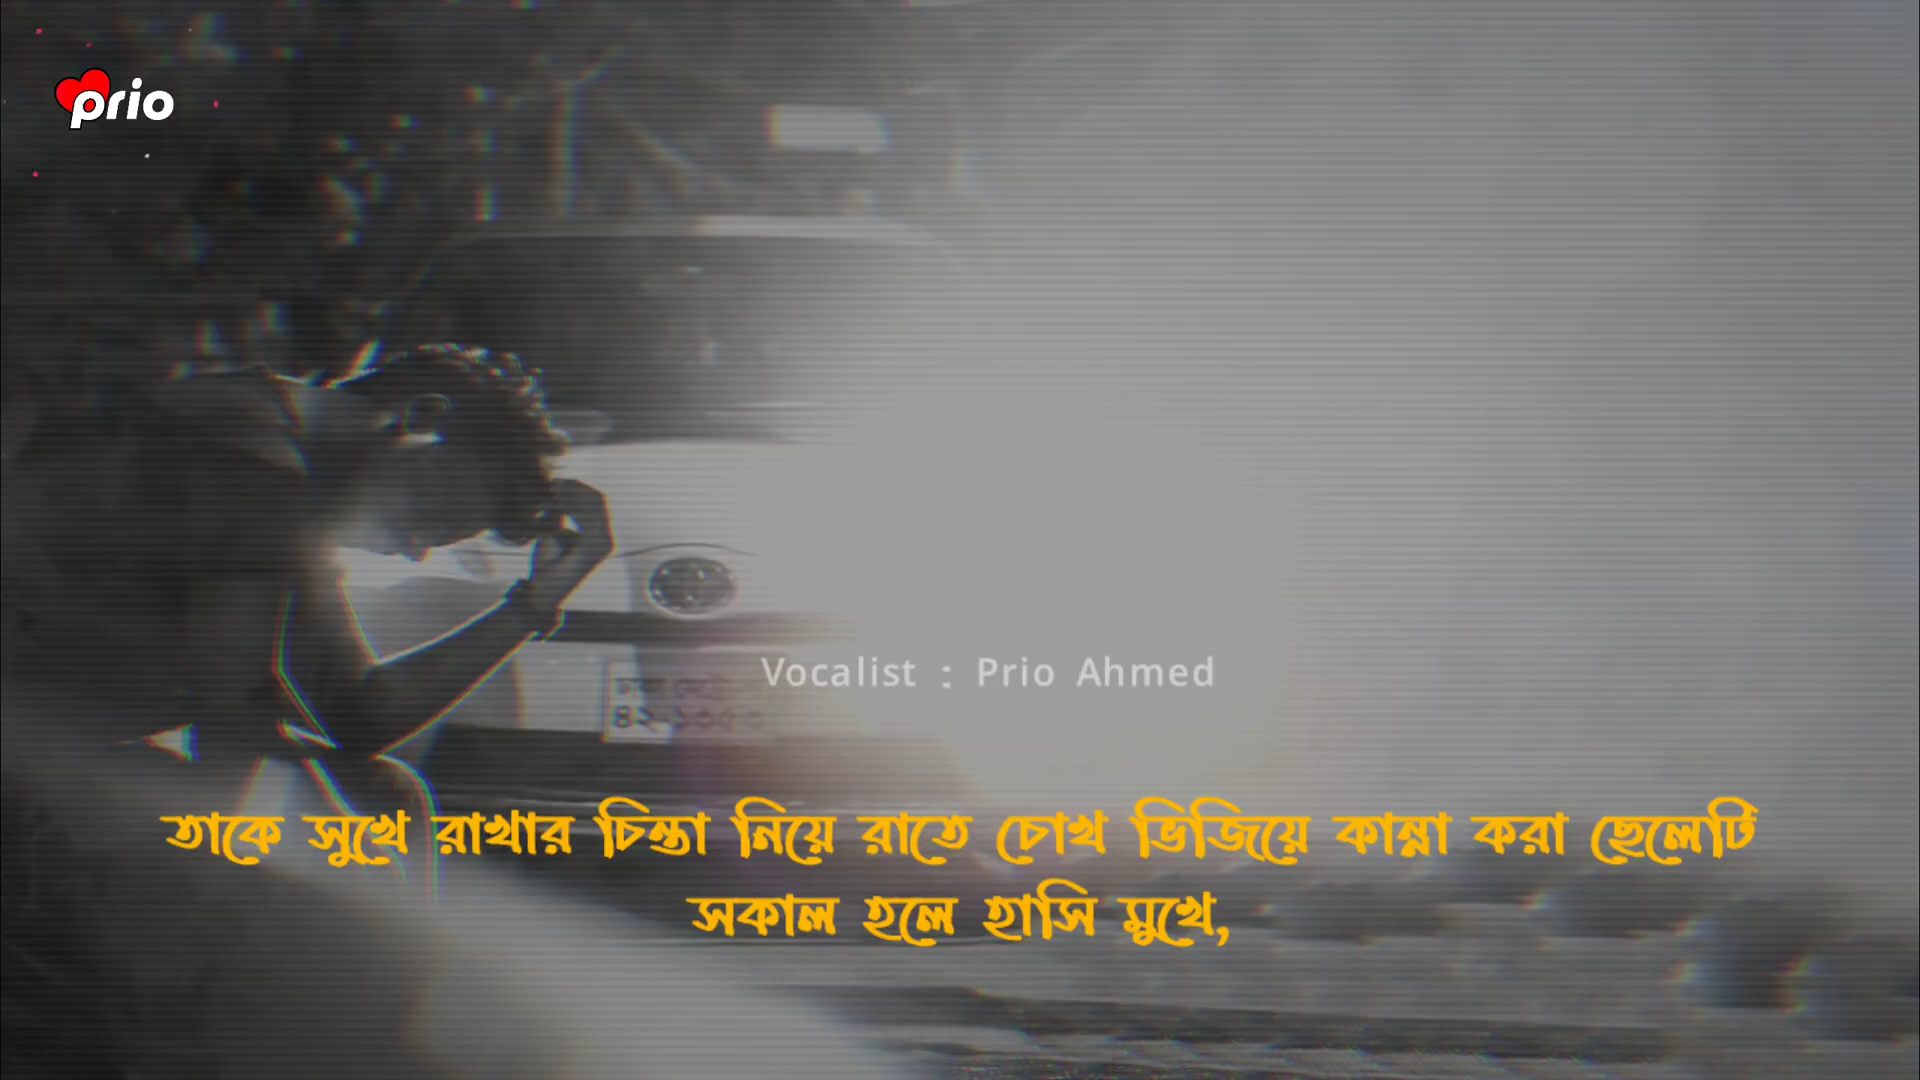 prio
Vocalist : Prio Ahmed
তাকে সুখে রাখার চিন্তা নিয়ে রাতে চোখ ভিজিয়ে কান্না করা ছেলেটি
সকাল হলে হাসি মুখে,